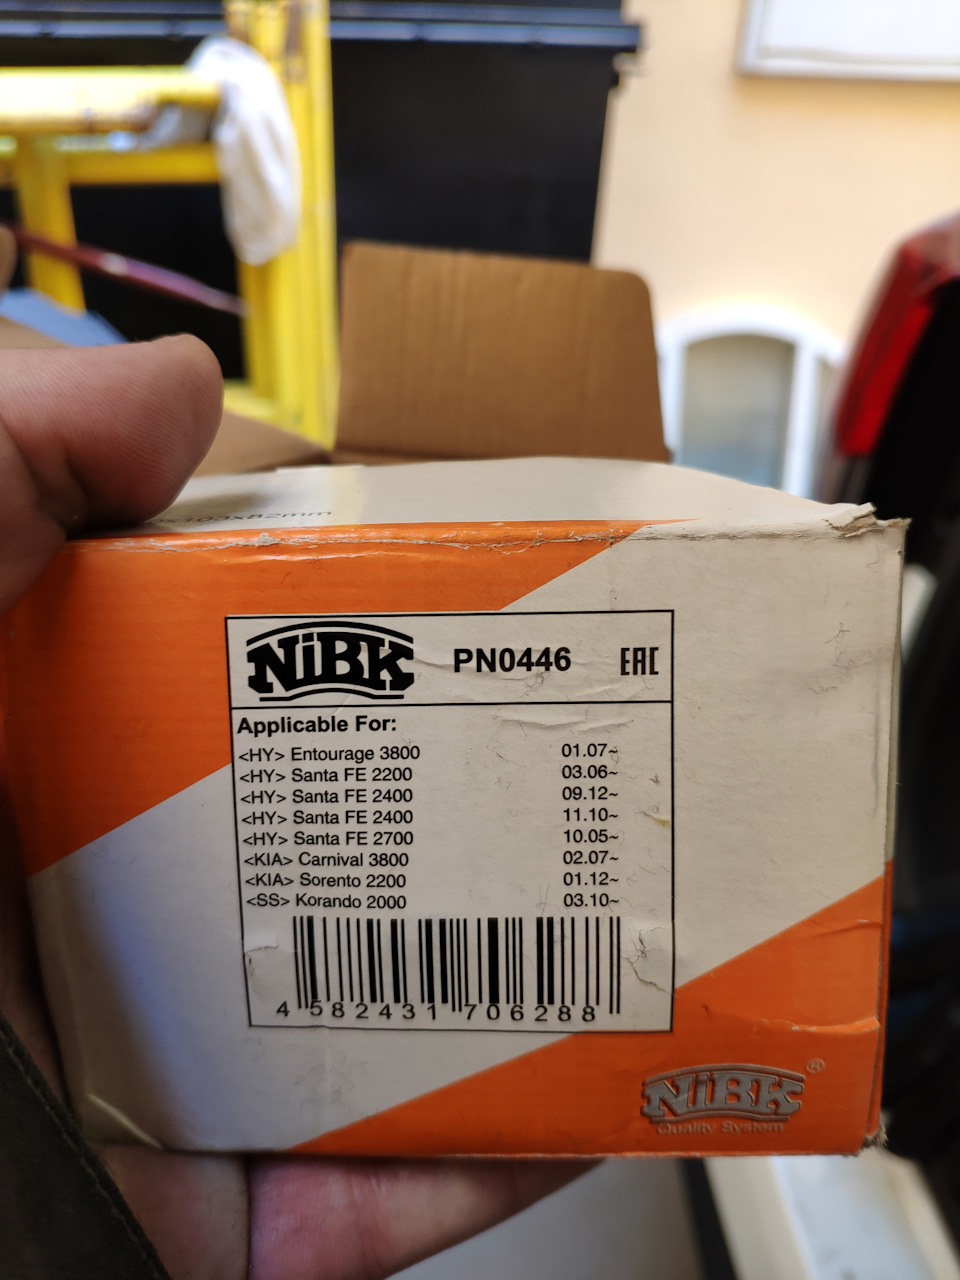 103x82mm
NiBK PN0446 EAC
Applicable For:
<HY> Entourage 3800 01.07~
<HY> Santa FE 2200 03.06~
<HY> Santa FE 2400 09.12~
<HY> Santa FE 2400 11.10~
<HY> Santa FE 2700 10.05~
<KIA> Carnival 3800 02.07~
<KIA> Sorento 2200 01.12~
<SS> Korando 2000 03.10~
4 582431 706288
NiBK ®
Quality System